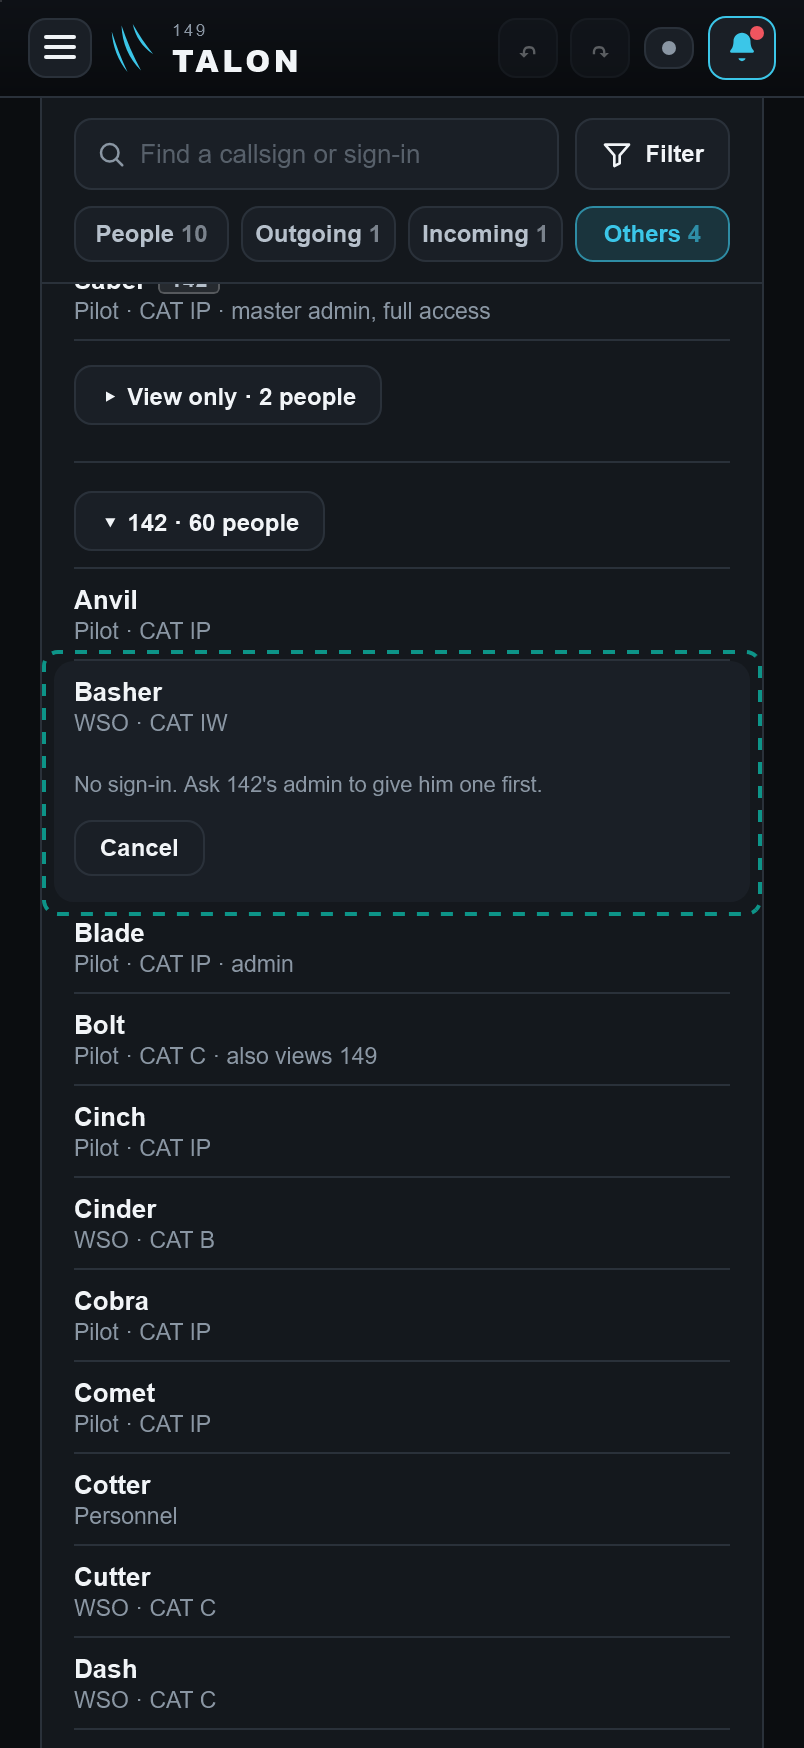 149
TALON
Find a callsign or sign-in
Filter
People 10
Outgoing 1
Incoming 1
Others 4
Saber 142
Pilot · CAT IP · master admin, full access
▸ View only · 2 people
▾ 142 · 60 people
Anvil
Pilot · CAT IP
Basher
WSO · CAT IW
No sign-in. Ask 142's admin to give him one first.
Cancel
Blade
Pilot · CAT IP · admin
Bolt
Pilot · CAT C · also views 149
Cinch
Pilot · CAT IP
Cinder
WSO · CAT B
Cobra
Pilot · CAT IP
Comet
Pilot · CAT IP
Cotter
Personnel
Cutter
WSO · CAT C
Dash
WSO · CAT C